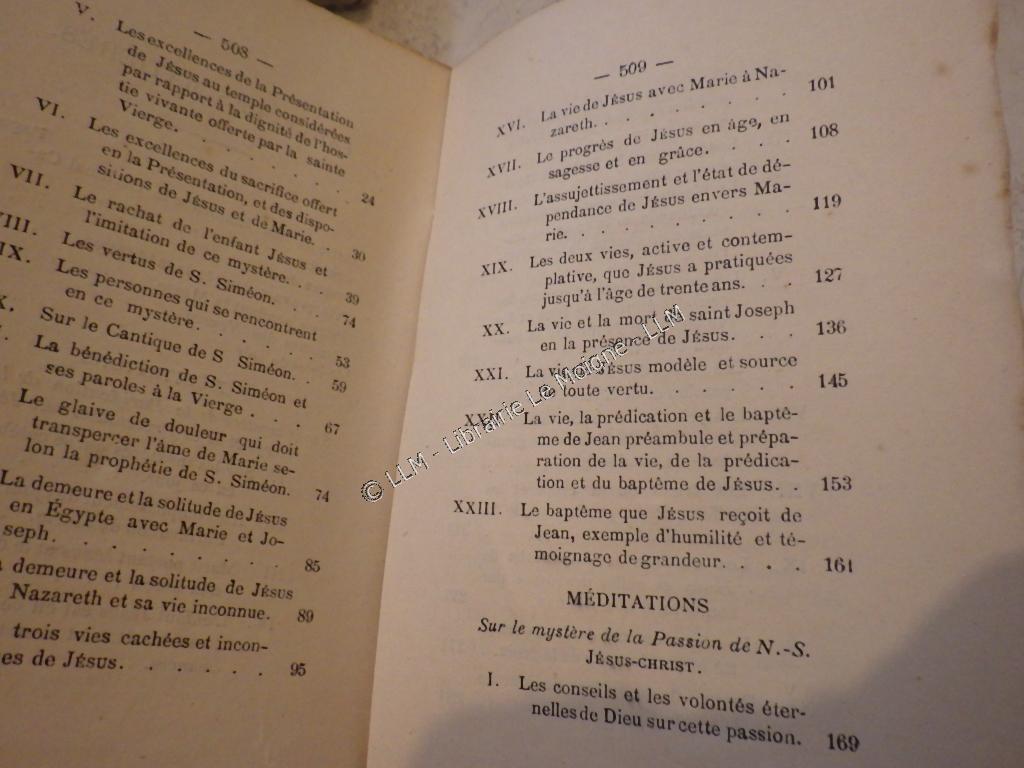 — 508 —
V. Les excellences de la Présentation
de Jésus au temple considérées
par rapport à la dignité de l'hos-
tie vivante offerte par la sainte
Vierge. . . . . . . 24
VI. Les excellences du sacrifice offert
en la Présentation, et des dispo-
sitions de Jésus et de Marie. . 30
VII. Le rachat de l'enfant Jésus et
l'imitation de ce mystère. . . 39
VIII. Les vertus de S. Siméon. . . 74
IX. Les personnes qui se rencontrent
en ce mystère. . . . . . 53
X. Sur le Cantique de S Siméon. . 59
La bénédiction de S. Siméon et
ses paroles à la Vierge . . . 67
Le glaive de douleur qui doit
transpercer l'âme de Marie se-
lon la prophétie de S. Siméon. 74
La demeure et la solitude de Jésus
en Égypte avec Marie et Jo-
seph. . . . . . . . 85
demeure et la solitude de Jésus
Nazareth et sa vie inconnue. 89
trois vies cachées et incon-
es de Jésus. . . . . . 95
— 509 —
XVI. La vie de Jésus avec Marie à Na-
zareth. . . . . . . 101
XVII. Le progrès de Jésus en âge, en
sagesse et en grâce. . . . 108
XVIII. L'assujettissement et l'état de dé-
pendance de Jésus envers Ma-
rie. . . . . . . . 119
XIX. Les deux vies, active et contem-
plative, que Jésus a pratiquées
jusqu'à l'âge de trente ans. . . 127
XX. La vie et la mort de saint Joseph
en la présence de Jésus. . . 136
XXI. La vie de Jésus modèle et source
de toute vertu. . . . . . 145
XXII. La vie, la prédication et le baptê-
me de Jean préambule et prépa-
ration de la vie, de la prédica-
tion et du baptême de Jésus. . 153
XXIII. Le baptême que Jésus reçoit de
Jean, exemple d'humilité et té-
moignage de grandeur. . . . 161
MÉDITATIONS
Sur le mystère de la Passion de N.-S.
JÉSUS-CHRIST.
I. Les conseils et les volontés éter-
nelles de Dieu sur cette passion. 169
© LLM - Librairie Le Moigne - LLM